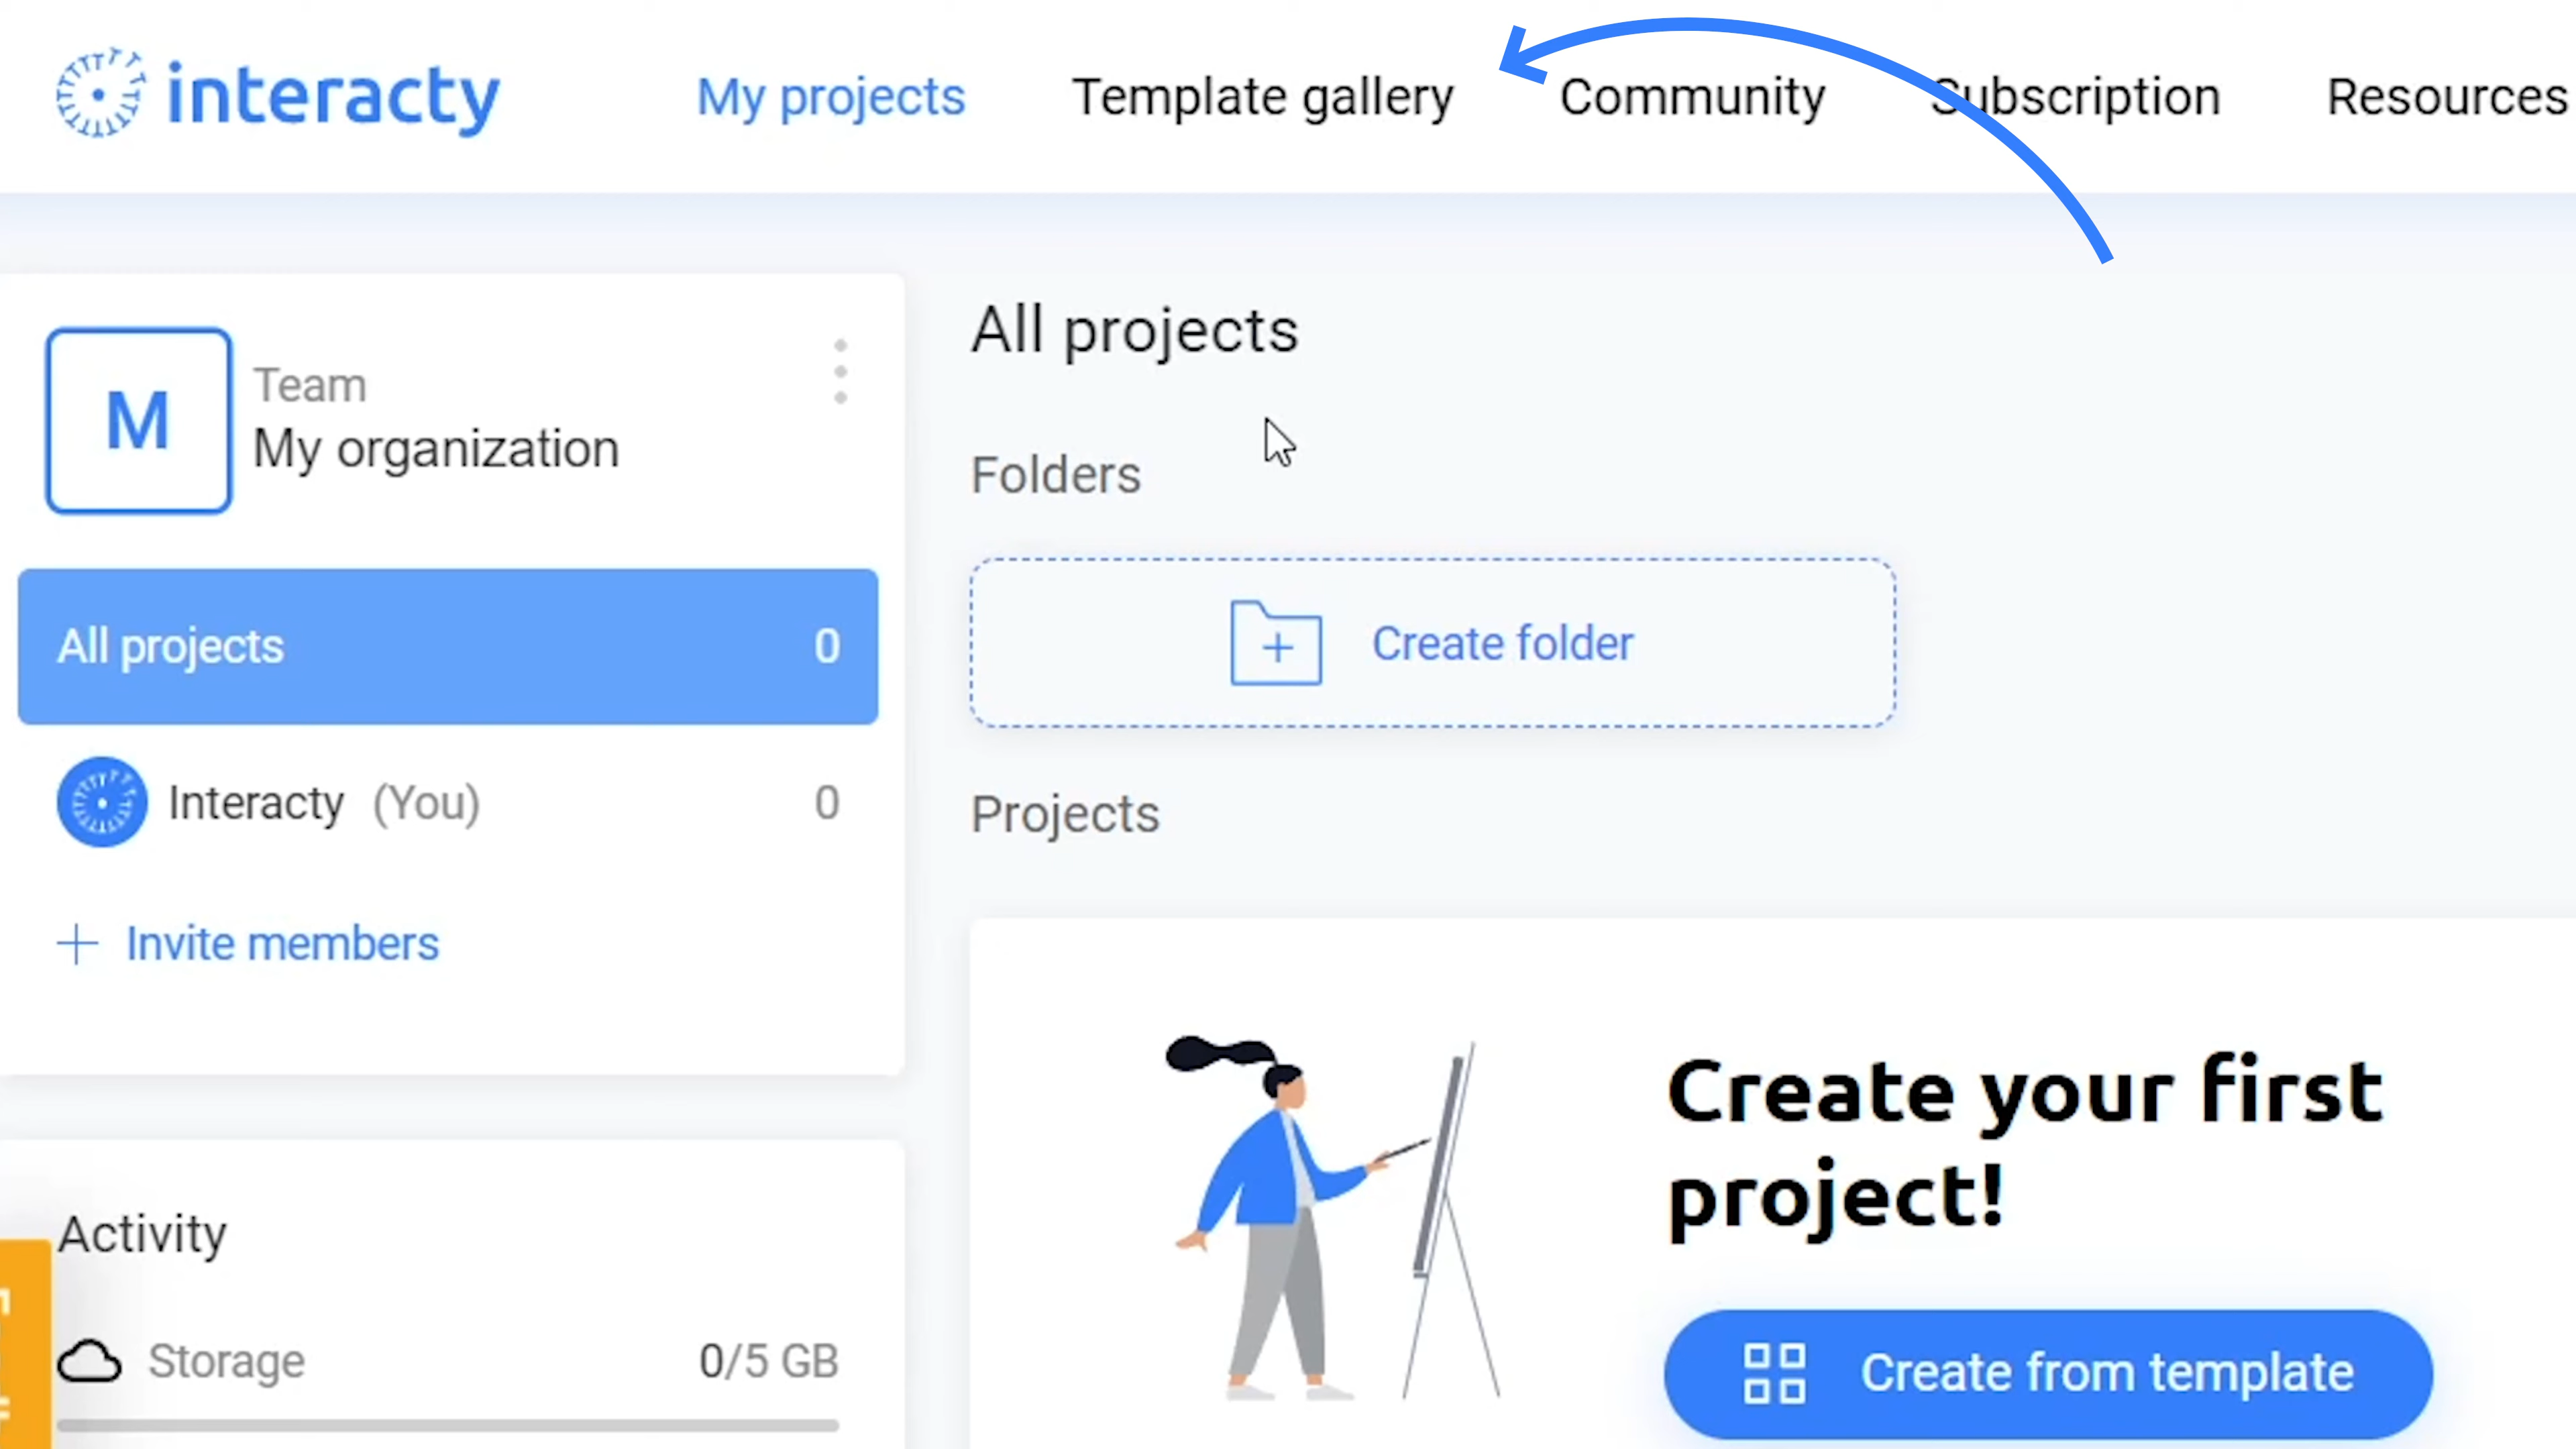 interacty
My projects
Template gallery
Community
Subscription
Resources
M
Team
My organization
All projects 0
Interacty (You) 0
Invite members
Activity
Storage 0/5 GB
All projects
Folders
Create folder
Projects
Create your first
project!
Create from template